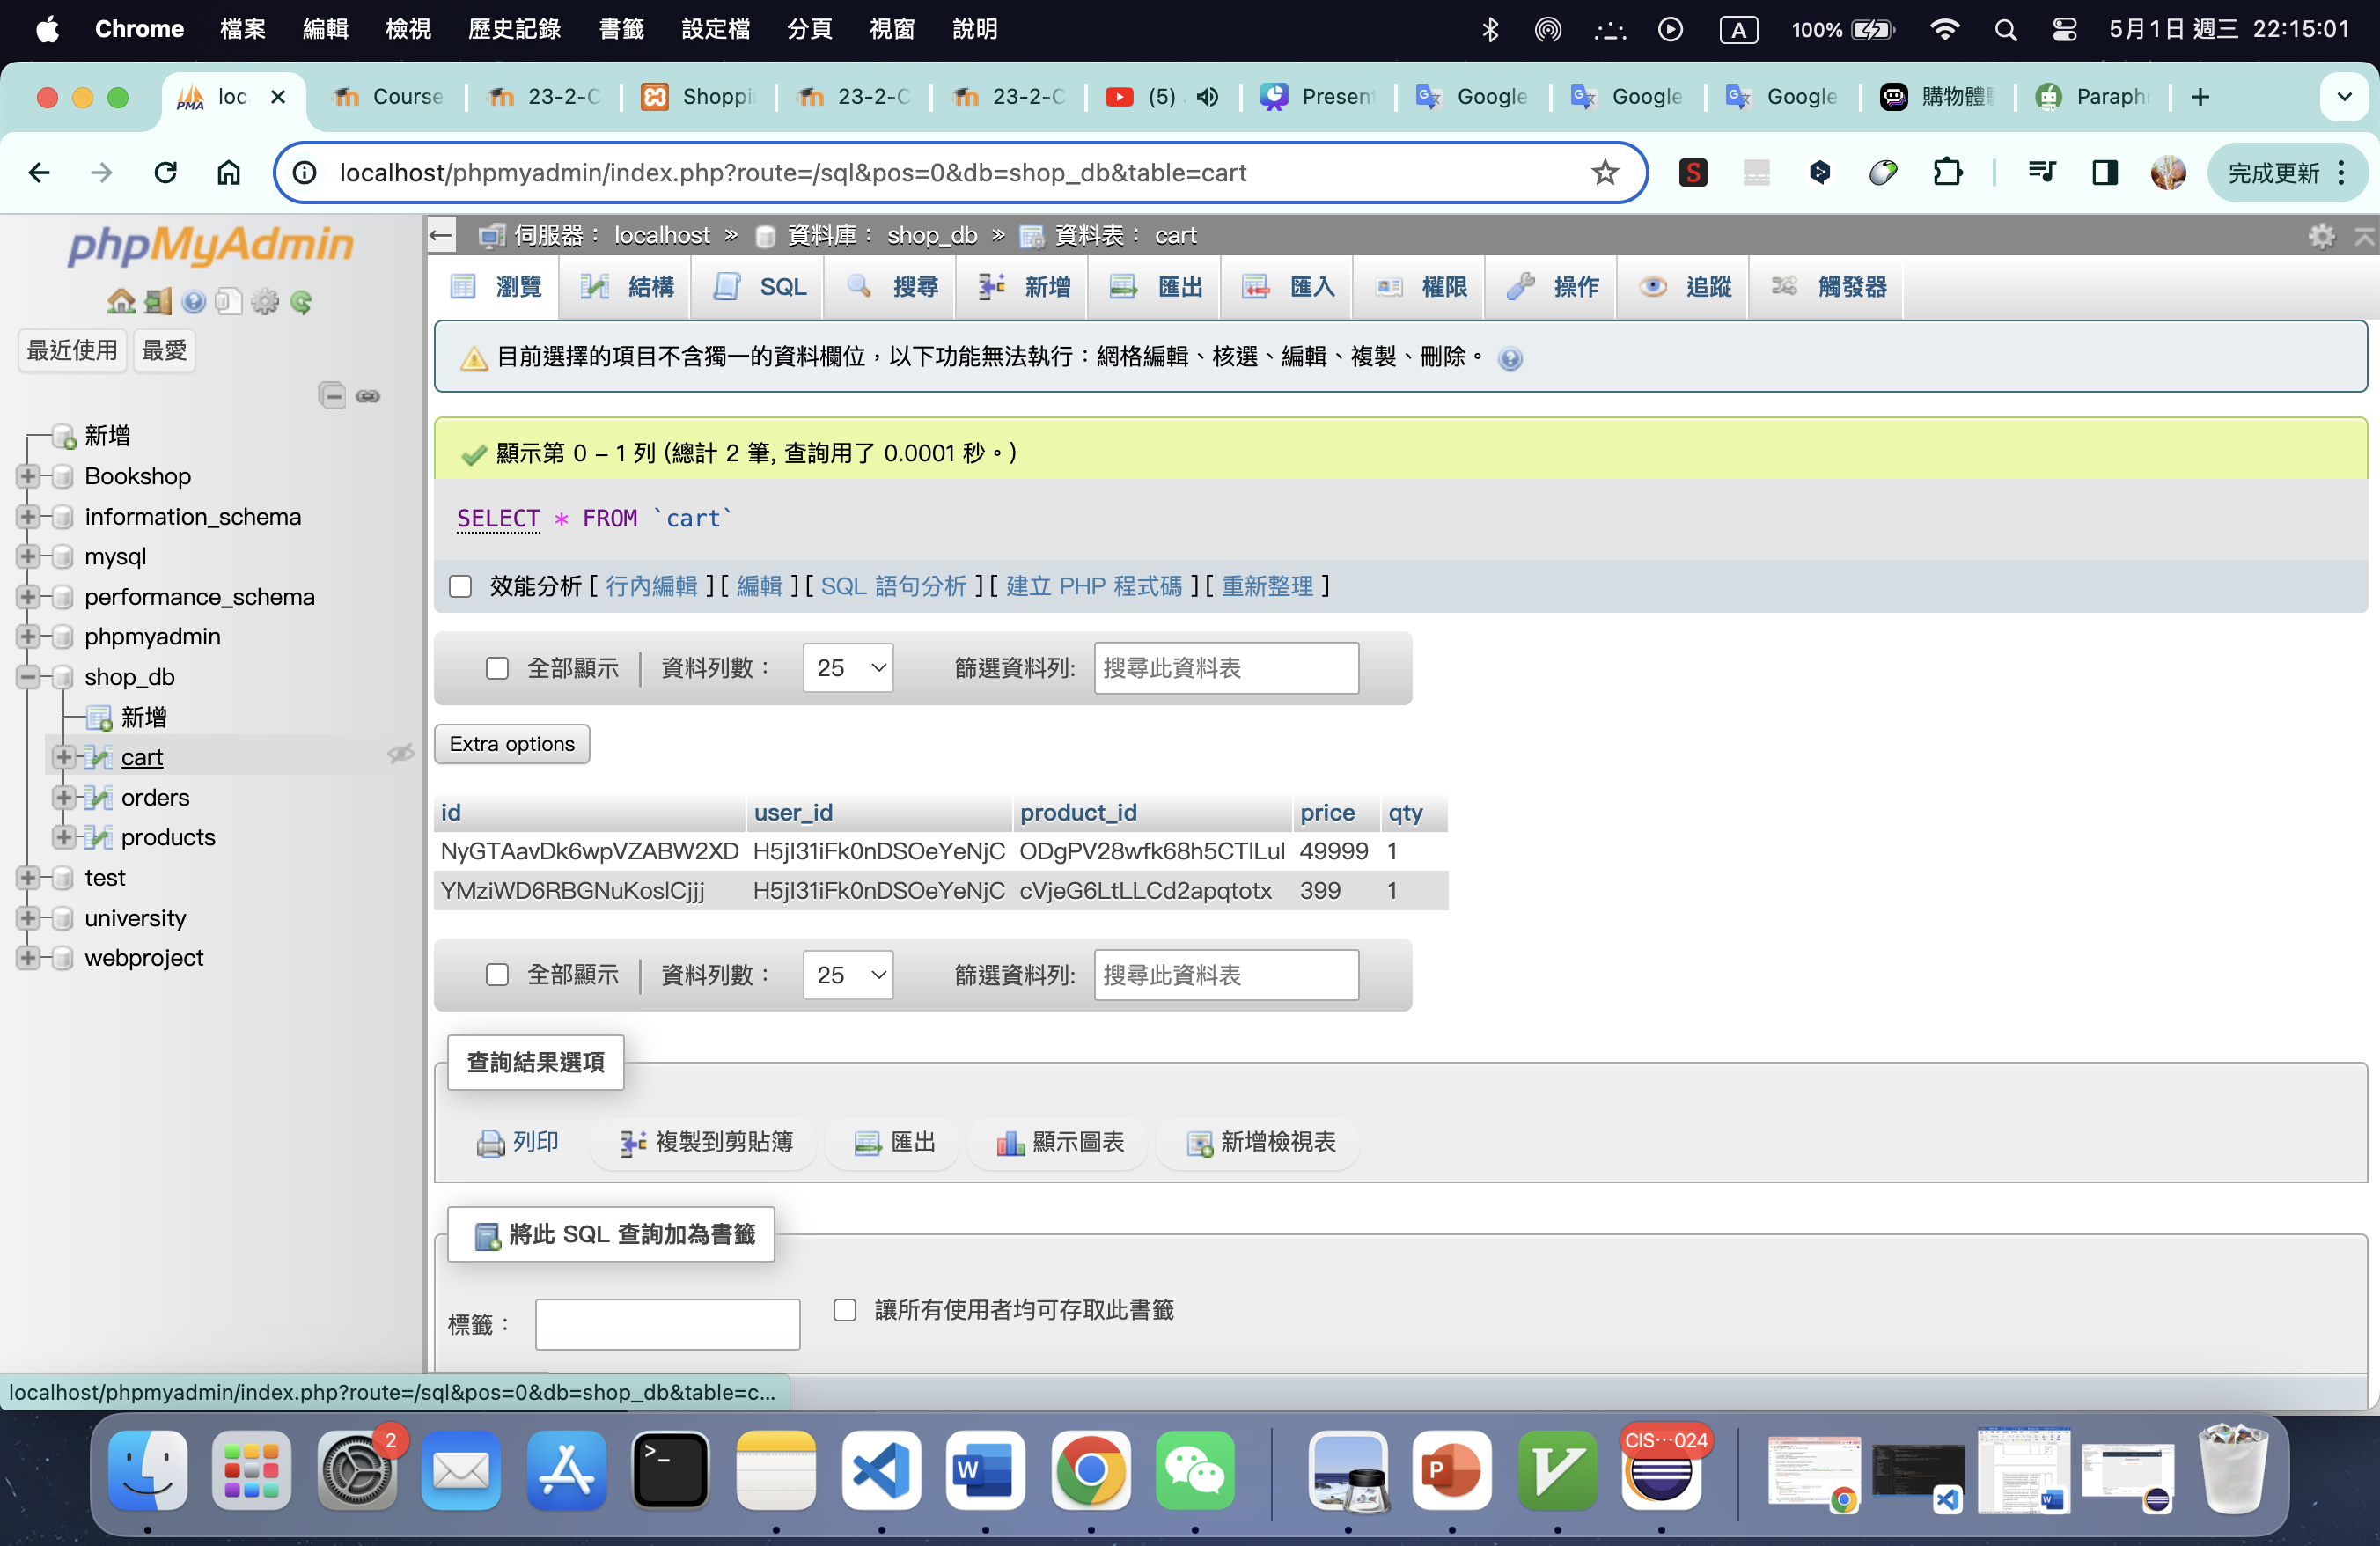 Chrome 檔案 編輯 檢視 歷史記錄 書籤 設定檔 分頁 視窗 說明 A 100% 5月1日 週三 22:15:01
PMA loc Course 23-2-C Shoppi 23-2-C 23-2-C (5) Present Google Google Google 購物體 Paraph
localhost/phpmyadmin/index.php?route=/sql&pos=0&db=shop_db&table=cart S 完成更新
phpMyAdmin
最近使用 最愛
新增
Bookshop
information_schema
mysql
performance_schema
phpmyadmin
shop_db
新增
cart
orders
products
test
university
webproject
伺服器： localhost » 資料庫： shop_db » 資料表： cart
瀏覽 結構 SQL 搜尋 新增 匯出 匯入 權限 操作 追蹤 觸發器
目前選擇的項目不含獨一的資料欄位，以下功能無法執行：網格編輯、核選、編輯、複製、刪除。
顯示第 0 – 1 列 (總計 2 筆, 查詢用了 0.0001 秒。)
SELECT * FROM `cart`
效能分析 [ 行內編輯 ] [ 編輯 ] [ SQL 語句分析 ] [ 建立 PHP 程式碼 ] [ 重新整理 ]
全部顯示 資料列數： 25 篩選資料列: 搜尋此資料表
Extra options
id user_id product_id price qty
NyGTAavDk6wpVZABW2XD H5jI31iFk0nDSOeYeNjC ODgPV28wfk68h5CTlLul 49999 1
YMziWD6RBGNuKoslCjjj H5jI31iFk0nDSOeYeNjC cVjeG6LtLLCd2apqtotx 399 1
全部顯示 資料列數： 25 篩選資料列: 搜尋此資料表
查詢結果選項
列印 複製到剪貼簿 匯出 顯示圖表 新增檢視表
將此 SQL 查詢加為書籤
標籤： 讓所有使用者均可存取此書籤
localhost/phpmyadmin/index.php?route=/sql&pos=0&db=shop_db&table=c...
2
W
P
CIS…024